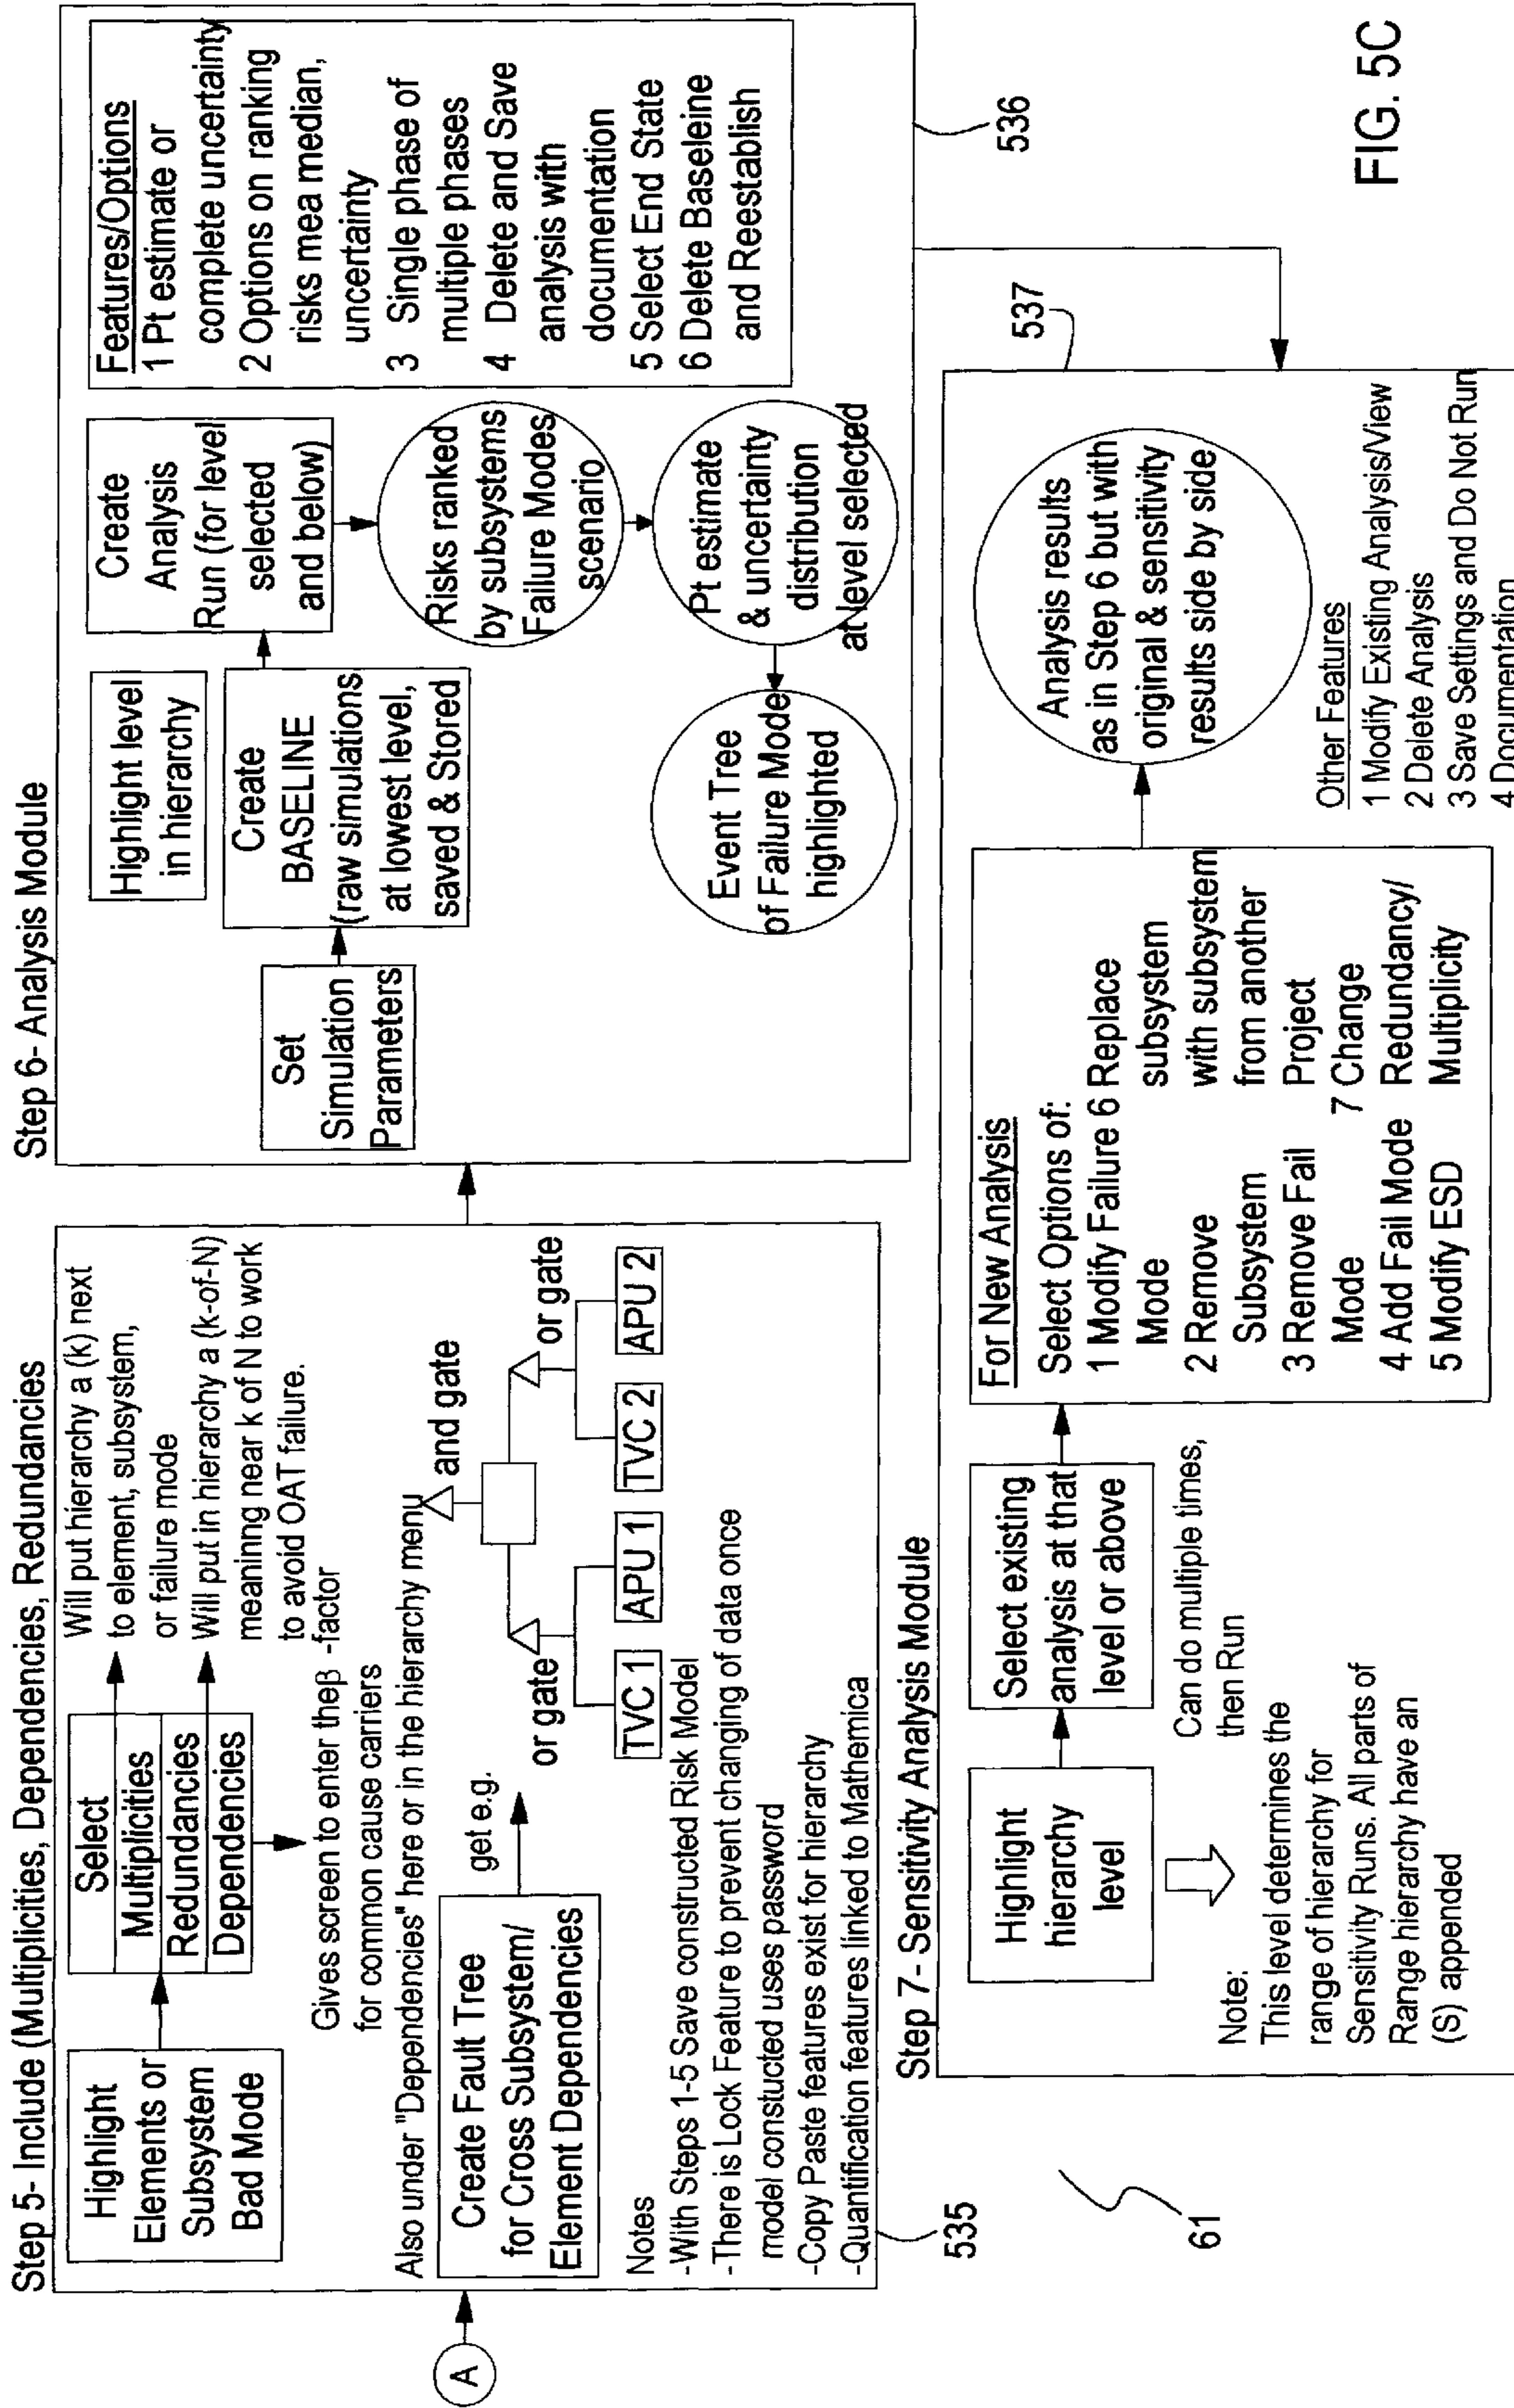 Step 5- Include (Multiplicities, Dependencies, Redundancies
Highlight
Elements or
Subsystem
Bad Mode
Select
Multiplicities
Redundancies
Dependencies
Will put hierarchy a (k) next
to element, subsystem,
or failure mode
Will put in hierarchy a (k-of-N)
meaninng near k of N to work
to avoid OAT failure.
Gives screen to enter theβ -factor
for common cause carriers
Also under "Dependencies" here or in the hierarchy menu
A
Create Fault Tree
for Cross Subsystem/
Element Dependencies
get e.g.
and gate
or gate
or gate
TVC 1
APU 1
TVC 2
APU 2
Notes
-With Steps 1-5 Save constructed Risk Model
-There is Lock Feature to prevent changing of data once
model constucted uses password
-Copy Paste features exist for hierarchy
-Quantification features linked to Mathemica
535
Step 6- Analysis Module
Set
Simulation
Parameters
Highlight level
in hierarchy
Create
BASELINE
(raw simulations
at lowest level,
saved & Stored
Create
Analysis
Run (for level
selected
and below)
Risks ranked
by subsystems
Failure Modes
scenario
Pt estimate
& uncertainty
distribution
at level selected
Event Tree
of Failure Mode
highlighted
Features/Options
1 Pt estimate or
complete uncertainty
2 Options on ranking
risks mea median,
uncertainty
3 Single phase of
multiple phases
4 Delete and Save
analysis with
documentation
5 Select End State
6 Delete Baseleine
and Reestablish
536
Step 7- Sensitivity Analysis Module
Highlight
hierarchy
level
Select existing
analysis at that
level or above
Can do multiple times,
then Run
Note:
This level determines the
range of hierarchy for
Sensitivity Runs. All parts of
Range hierarchy have an
(S) appended
For New Analysis
Select Options of:
1 Modify Failure
Mode
2 Remove
Subsystem
3 Remove Fail
Mode
4 Add Fail Mode
5 Modify ESD
6 Replace
subsystem
with subsystem
from another
Project
7 Change
Redundancy/
Multiplicity
Analysis results
as in Step 6 but with
original & sensitivity
results side by side
Other Features
1 Modify Existing Analysis/View
2 Delete Analysis
3 Save Settings and Do Not Run
4 Documentation
537
61
FIG. 5C